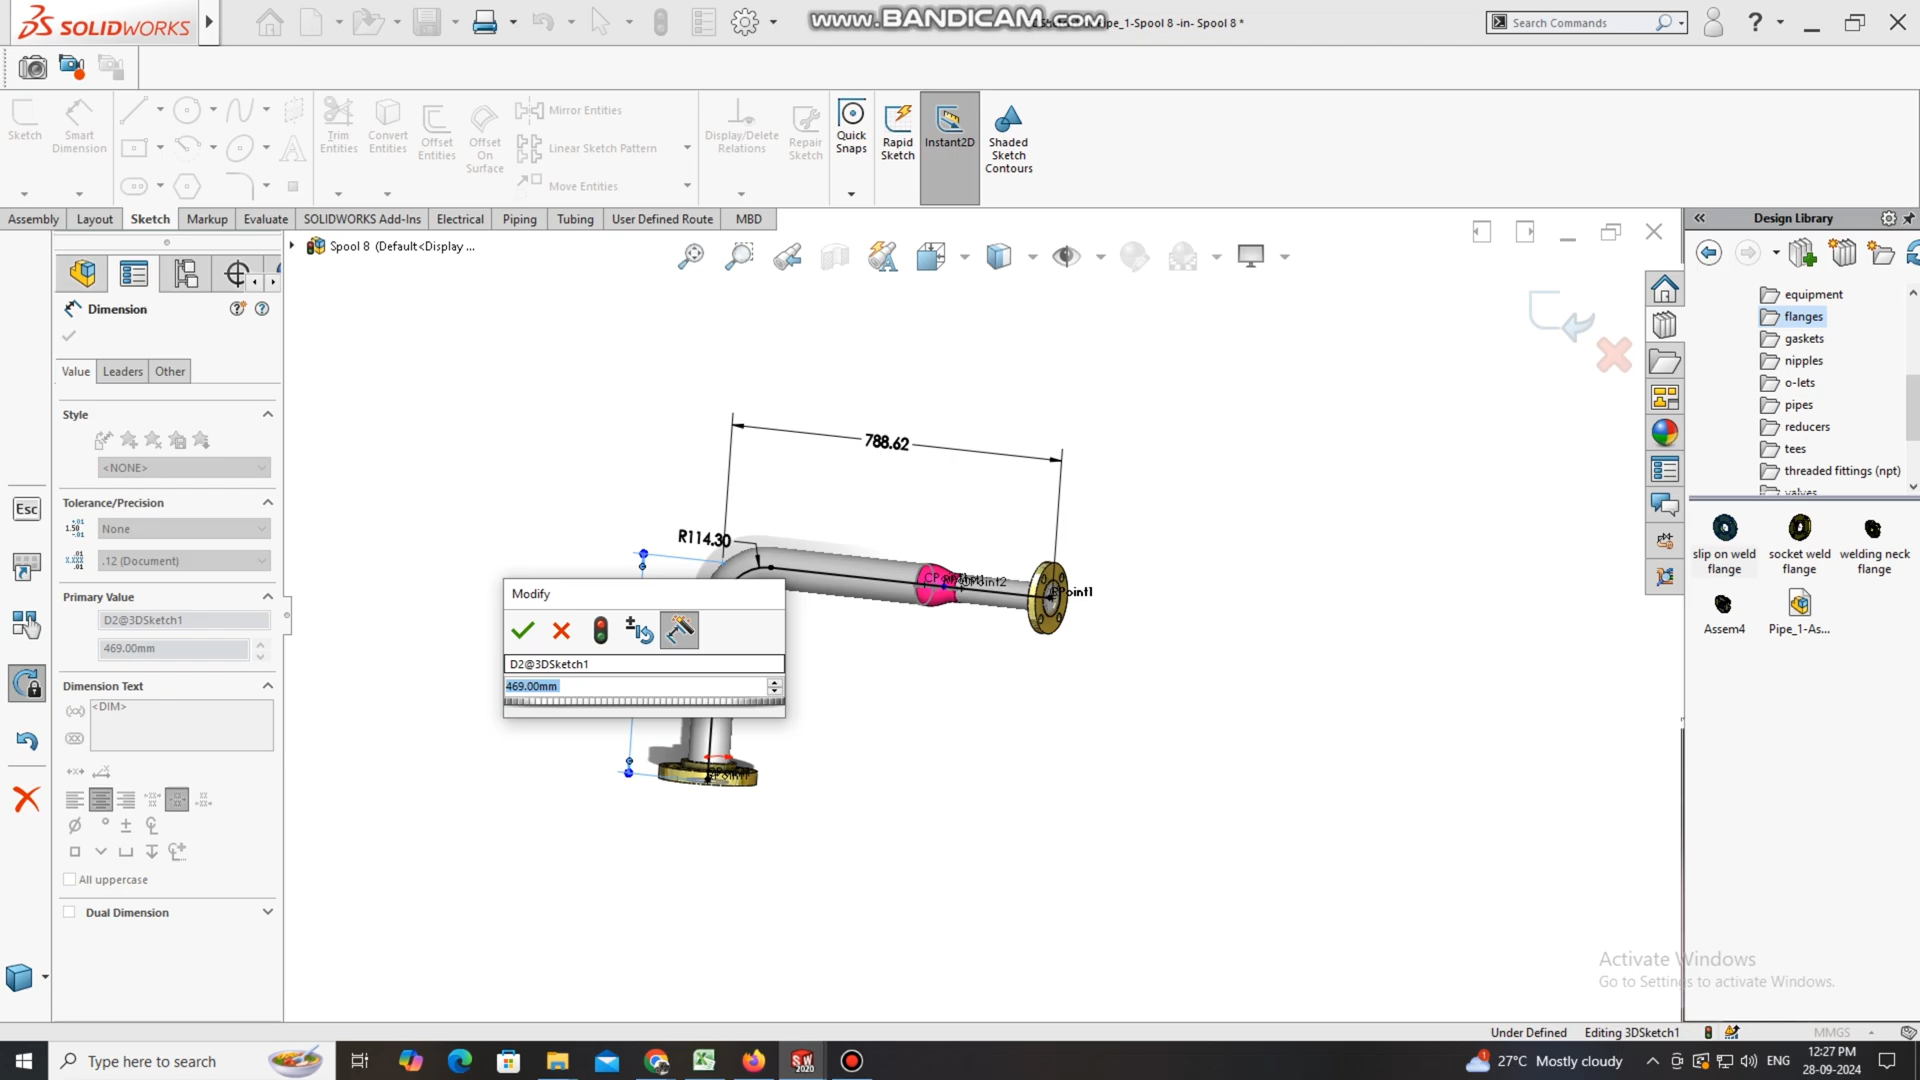 SOLIDWORKS
www.BANDICAM.com
pe_1-Spool 8 -in- Spool 8 *
Search Commands
Sketch
Smart Dimension
Trim Entities
Convert Entities
Offset Entities
Offset On Surface
Mirror Entities
Linear Sketch Pattern
Move Entities
Display/Delete Relations
Repair Sketch
Quick Snaps
Rapid Sketch
Instant2D
Shaded Sketch Contours
Assembly
Layout
Sketch
Markup
Evaluate
SOLIDWORKS Add-Ins
Electrical
Piping
Tubing
User Defined Route
MBD
Design Library
Spool 8 (Default<Display ...
Dimension
Value
Leaders
Other
Style
<NONE>
Tolerance/Precision
None
.12 (Document)
Primary Value
D2@3DSketch1
469.00mm
Dimension Text
<DIM>
All uppercase
Dual Dimension
Esc
788.62
R114.30
Modify
D2@3DSketch1
469.00mm
equipment
flanges
gaskets
nipples
o-lets
pipes
reducers
tees
threaded fittings (npt)
valves
slip on weld flange
socket weld flange
welding neck flange
Assem4
Pipe_1-As...
Activate Windows
Go to Settings to activate Windows.
Under Defined
Editing 3DSketch1
MMGS
Type here to search
27°C Mostly cloudy
ENG
12:27 PM
28-09-2024